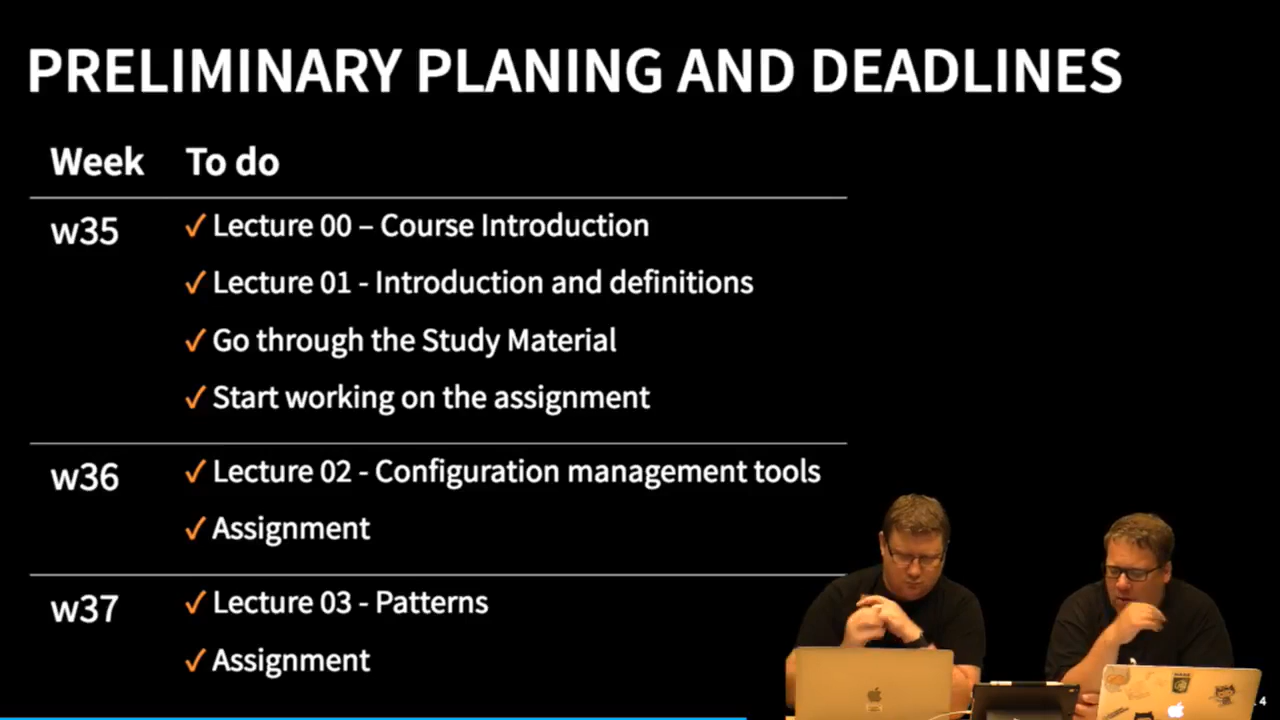 PRELIMINARY PLANING AND DEADLINES
Week To do
w35 ✓ Lecture 00 – Course Introduction
✓ Lecture 01 - Introduction and definitions
✓ Go through the Study Material
✓ Start working on the assignment
w36 ✓ Lecture 02 - Configuration management tools
✓ Assignment
w37 ✓ Lecture 03 - Patterns
✓ Assignment
4